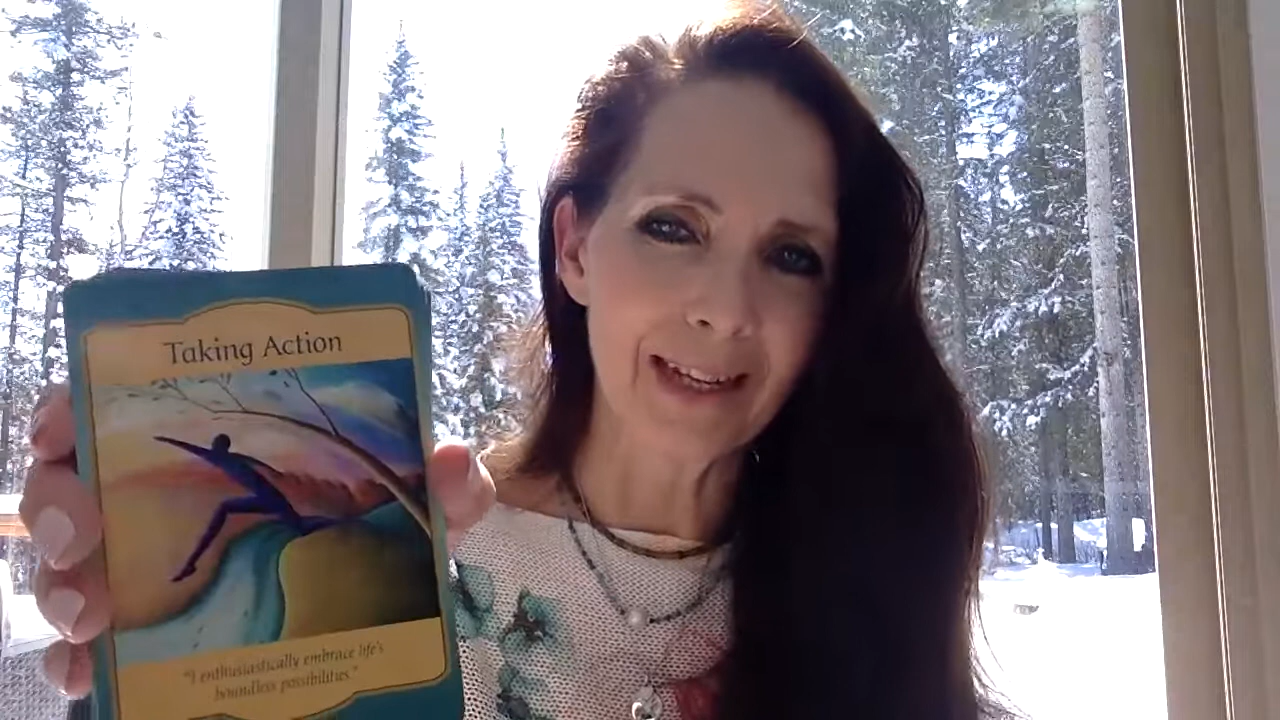 Taking Action
"I enthusiastically embrace life's
boundless possibilities."